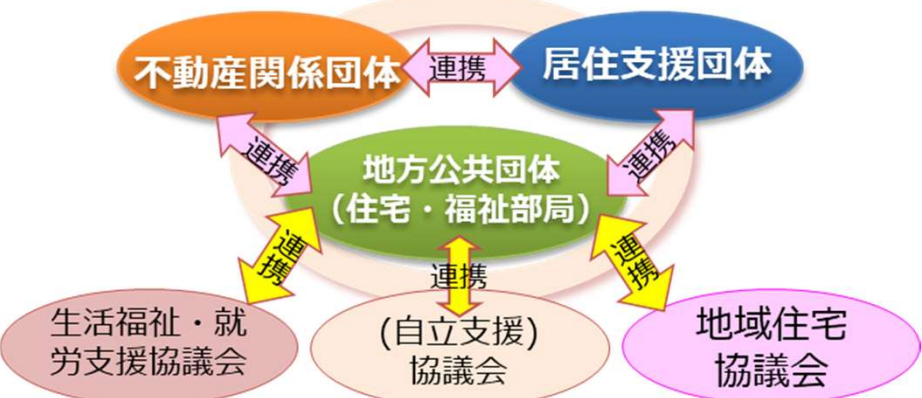 不動産関係団体
連携
居住支援団体
連携
地方公共団体
(住宅・福祉部局)
連携
連携
連携
連携
生活福祉・就
労支援協議会
(自立支援)
協議会
地域住宅
協議会